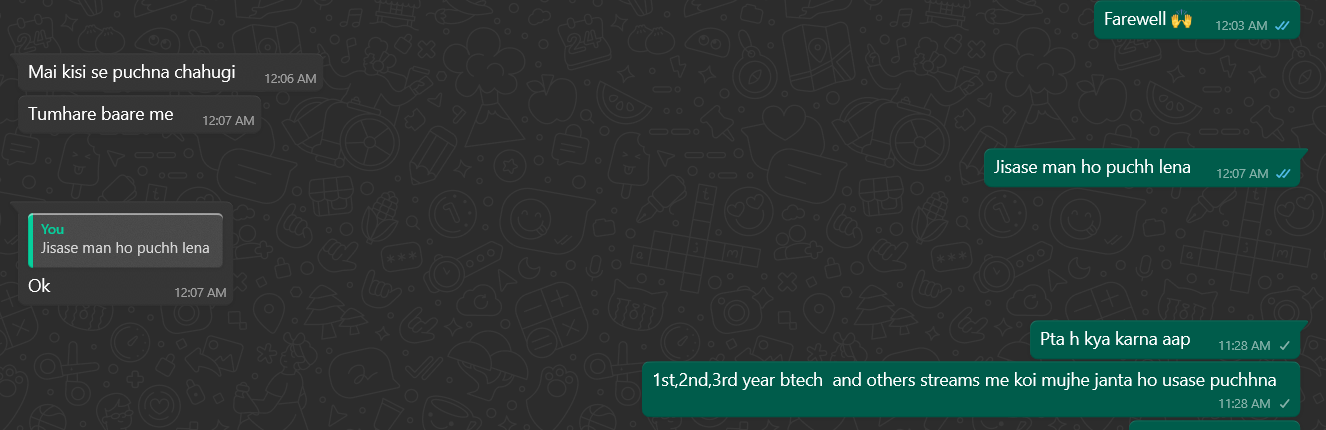 Farewell 🙌 12:03 AM
Mai kisi se puchna chahugi 12:06 AM
Tumhare baare me 12:07 AM
Jisase man ho puchh lena 12:07 AM
You
Jisase man ho puchh lena
Ok 12:07 AM
Pta h kya karna aap 11:28 AM
1st,2nd,3rd year btech and others streams me koi mujhe janta ho usase puchhna
11:28 AM